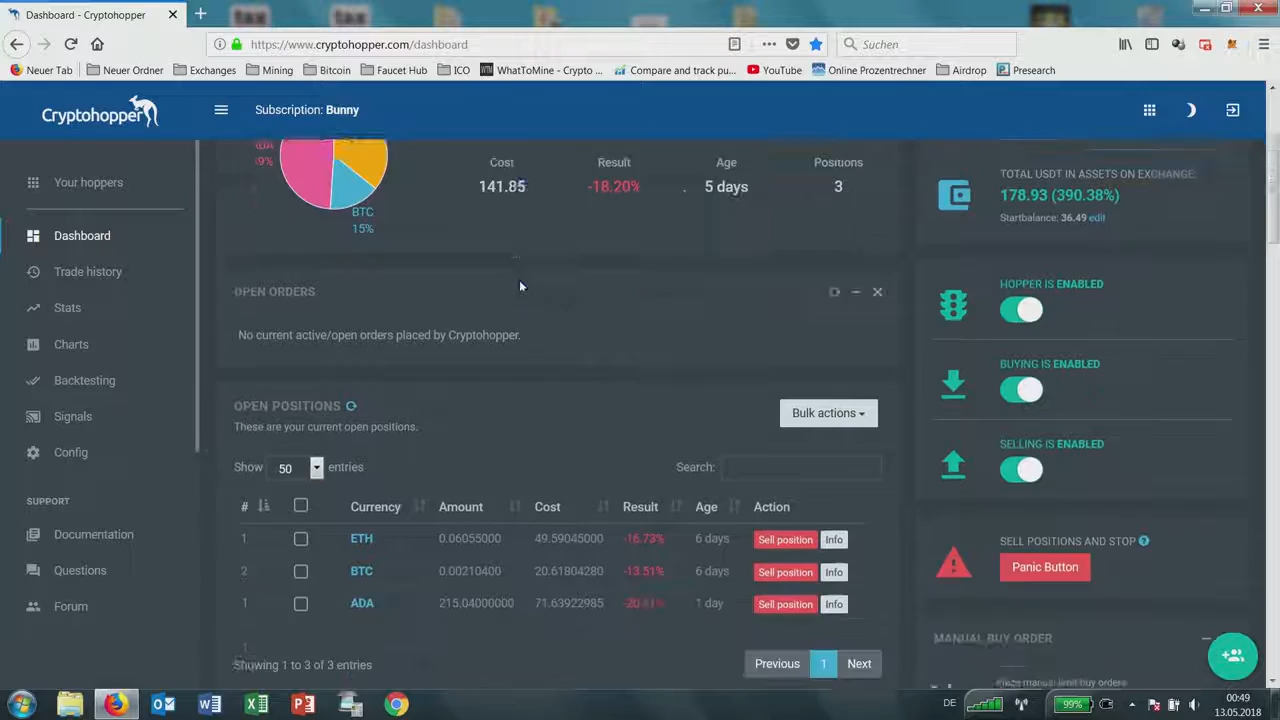 Dashboard - Cryptohopper
https://www.cryptohopper.com/dashboard
Suchen
Neuer Tab
Neuer Ordner
Exchanges
Mining
Bitcoin
Faucet Hub
ICO
WhatToMine - Crypto ...
Compare and track pu...
YouTube
Online Prozentrechner
Airdrop
Presearch
Cryptohopper
Subscription: Bunny
Your hoppers
Dashboard
Trade history
Stats
Charts
Backtesting
Signals
Config
SUPPORT
Documentation
Questions
Forum
BTC
15%
Cost Result Age Positions
141.85 -18.20% 5 days 3
OPEN ORDERS
No current active/open orders placed by Cryptohopper.
OPEN POSITIONS
These are your current open positions.
Bulk actions
Show 50 entries
Search:
# Currency Amount Cost Result Age Action
1 ETH 0.06055000 49.59045000 -16.73% 6 days Sell position Info
2 BTC 0.00210400 20.61804280 -13.51% 6 days Sell position Info
1 ADA 215.04000000 71.63922985 1 day Sell position Info
Showing 1 to 3 of 3 entries
Previous 1 Next
TOTAL USDT IN ASSETS ON EXCHANGE:
178.93 (390.38%)
Startbalance: 36.49 edit
HOPPER IS ENABLED
BUYING IS ENABLED
SELLING IS ENABLED
SELL POSITIONS AND STOP
Panic Button
MANUAL BUY ORDER
DE
99%
00:49
13.05.2018